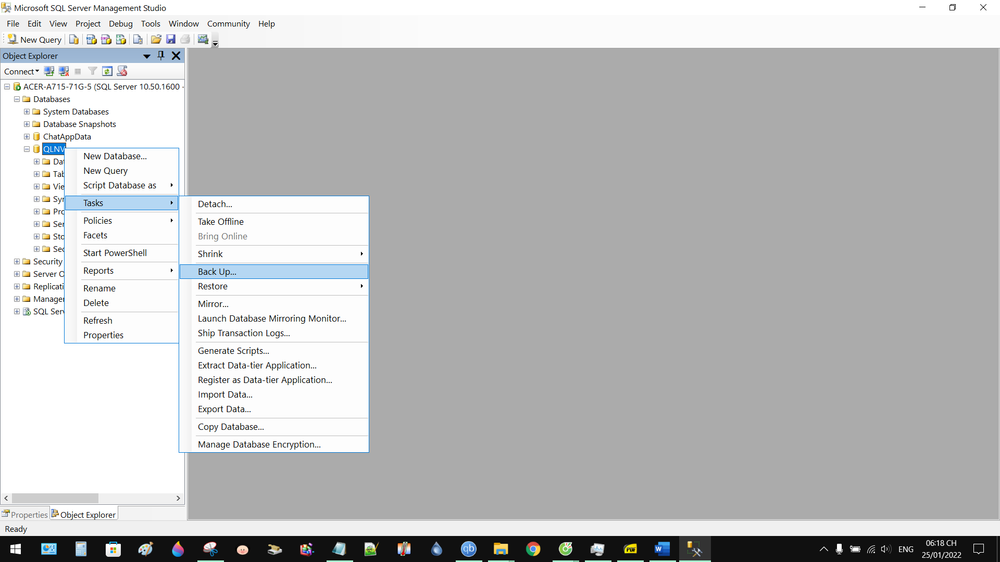 Microsoft SQL Server Management Studio
File Edit View Project Debug Tools Window Community Help
New Query
Object Explorer
Connect
ACER-A715-71G-5 (SQL Server 10.50.1600 -
Databases
System Databases
Database Snapshots
ChatAppData
QLNV
Dat
Tab
Vie
Syn
Pro
Ser
Sto
Sec
Security
Server O
Replicati
Manager
SQL Serv
New Database...
New Query
Script Database as
Tasks
Policies
Facets
Start PowerShell
Reports
Rename
Delete
Refresh
Properties
Detach...
Take Offline
Bring Online
Shrink
Back Up...
Restore
Mirror...
Launch Database Mirroring Monitor...
Ship Transaction Logs...
Generate Scripts...
Extract Data-tier Application...
Register as Data-tier Application...
Import Data...
Export Data...
Copy Database...
Manage Database Encryption...
Properties Object Explorer
Ready
qb
PDF
W
ENG
06:18 CH
25/01/2022